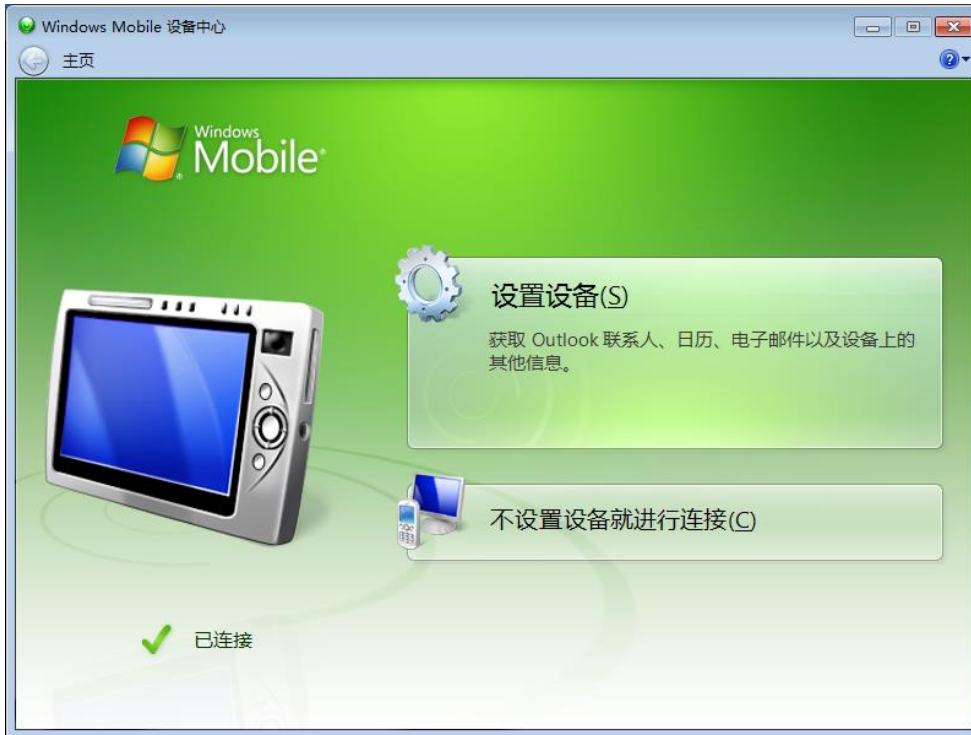 Windows Mobile 设备中心
主页
Windows
Mobile
设置设备(S)
获取 Outlook 联系人、日历、电子邮件以及设备上的
其他信息。
不设置设备就进行连接(C)
已连接